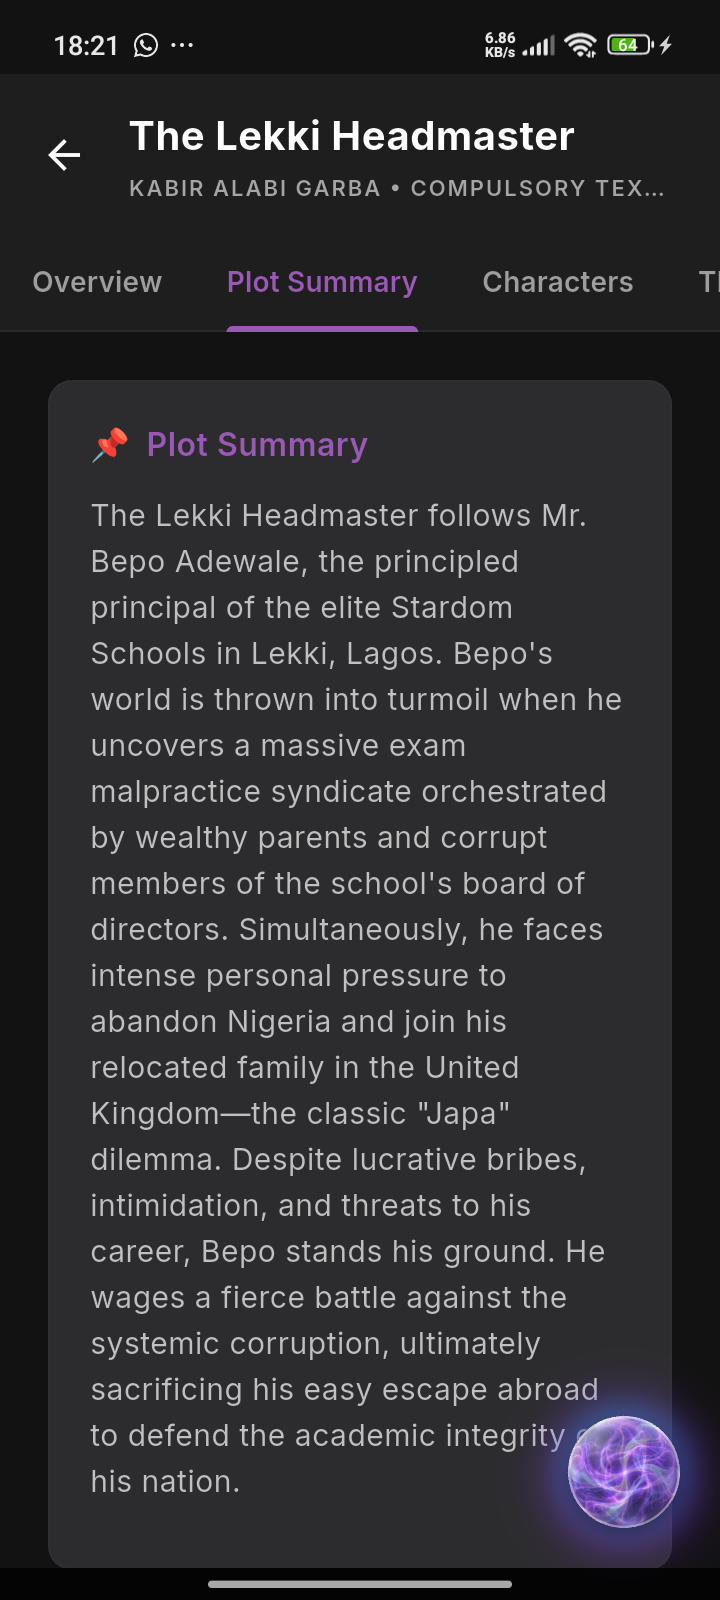 18:21
6.86
KB/s
64
The Lekki Headmaster
KABIR ALABI GARBA • COMPULSORY TEX...
Overview
Plot Summary
Characters
📌 Plot Summary
The Lekki Headmaster follows Mr.
Bepo Adewale, the principled
principal of the elite Stardom
Schools in Lekki, Lagos. Bepo's
world is thrown into turmoil when he
uncovers a massive exam
malpractice syndicate orchestrated
by wealthy parents and corrupt
members of the school's board of
directors. Simultaneously, he faces
intense personal pressure to
abandon Nigeria and join his
relocated family in the United
Kingdom—the classic "Japa"
dilemma. Despite lucrative bribes,
intimidation, and threats to his
career, Bepo stands his ground. He
wages a fierce battle against the
systemic corruption, ultimately
sacrificing his easy escape abroad
to defend the academic integrity
his nation.